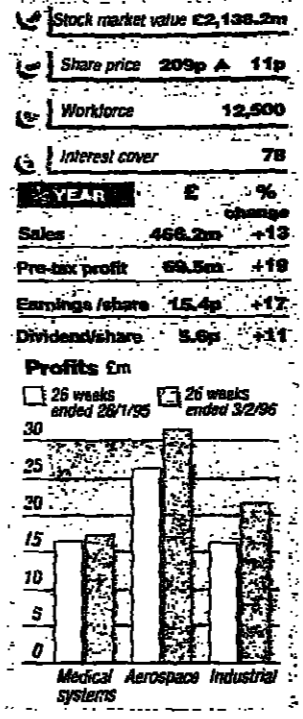 Stock market value £2,138.2m
Share price 209p ▲ 11p
Workforce 12,500
Interest cover 78
½ YEAR £ %
change
Sales 466.2m +13
Pre-tax profit 69.5m +19
Earnings/share 15.4p +17
Dividend/share 5.6p +11
Profits £m
26 weeks ended 28/1/95
26 weeks ended 3/2/96
30
25
20
15
10
5
0
Medical systems
Aerospace
Industrial